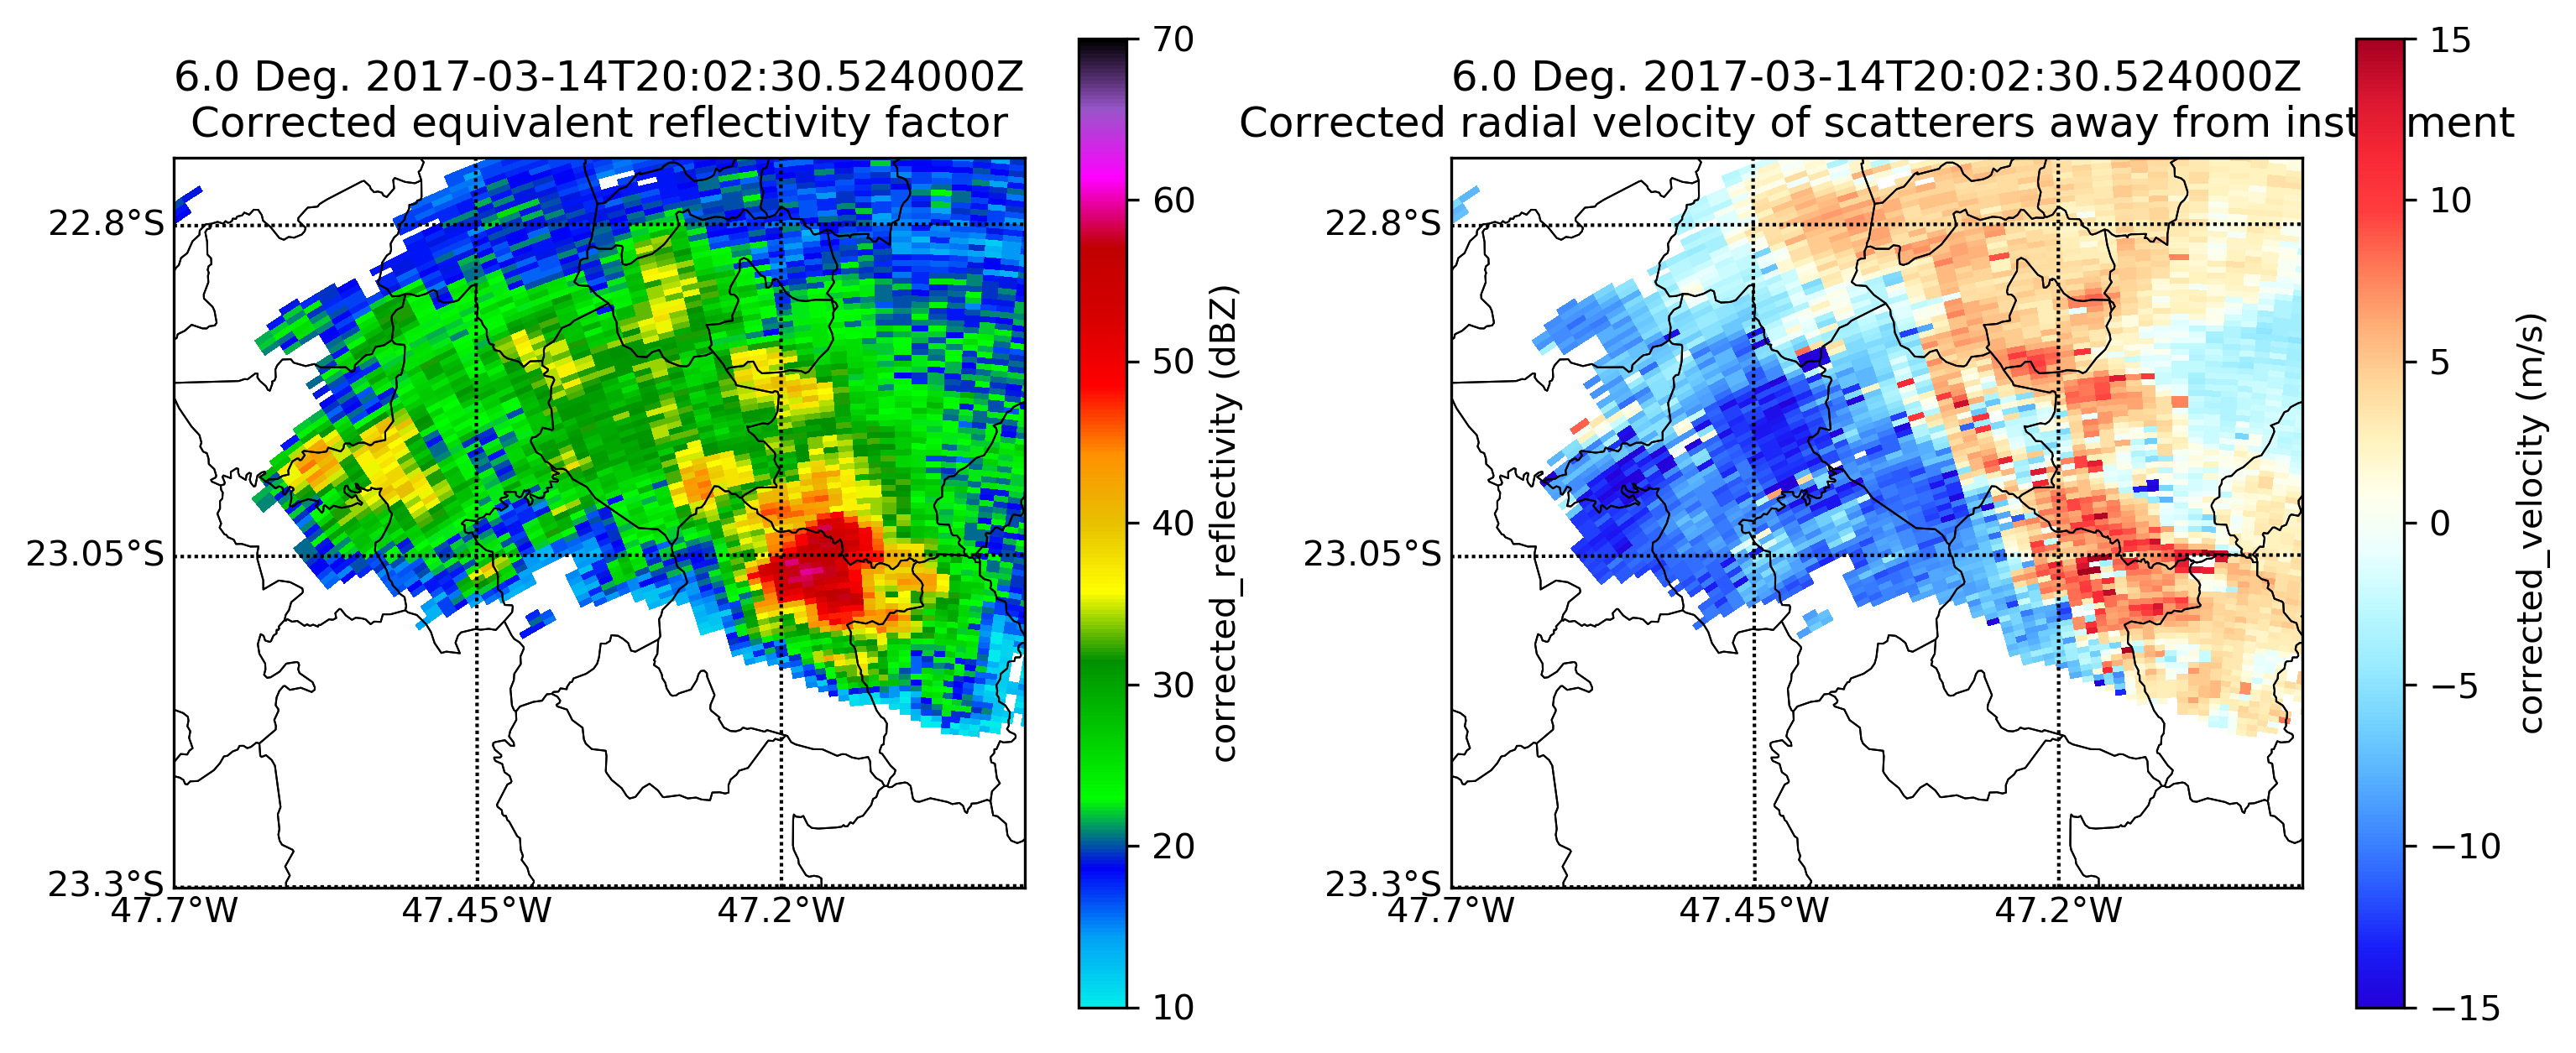 6.0 Deg. 2017-03-14T20:02:30.524000Z
Corrected equivalent reflectivity factor
22.8°S
23.05°S
23.3°S
47.7°W
47.45°W
47.2°W
70
60
50
40
30
20
10
corrected_reflectivity (dBZ)
6.0 Deg. 2017-03-14T20:02:30.524000Z
Corrected radial velocity of scatterers away from inst ment
22.8°S
23.05°S
23.3°S
47.7°W
47.45°W
47.2°W
15
10
5
0
−5
−10
−15
corrected_velocity (m/s)